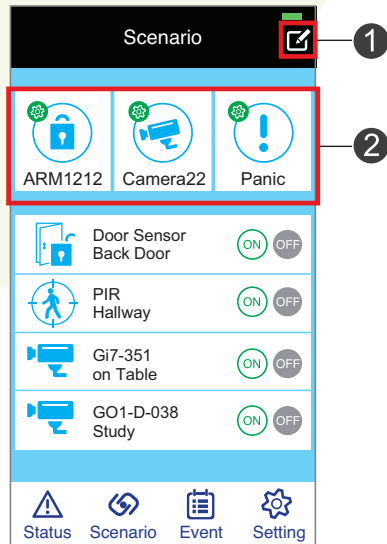 Scenario
1
2
ARM1212 Camera22 Panic
Door Sensor
Back Door
ON OFF
PIR
Hallway
ON OFF
Gi7-351
on Table
ON OFF
GO1-D-038
Study
ON OFF
Status Scenario Event Setting